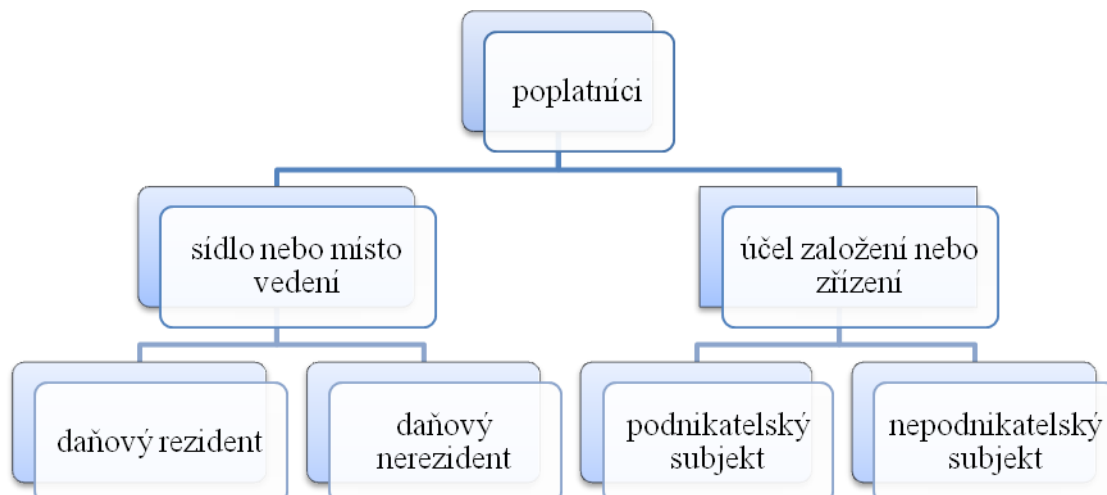 poplatníci
sídlo nebo místo
vedení
účel založení nebo
zřízení
daňový rezident
daňový
nerezident
podnikatelský
subjekt
nepodnikatelský
subjekt